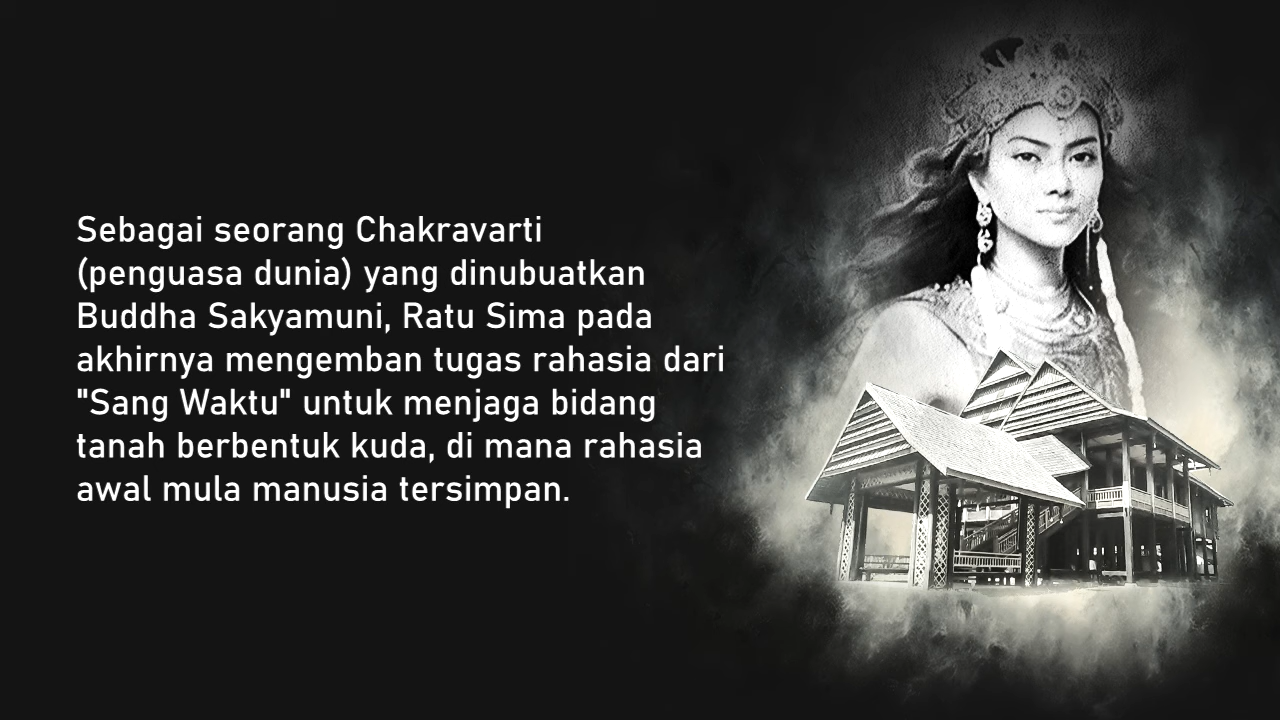 Sebagai seorang Chakravarti
(penguasa dunia) yang dinubuatkan
Buddha Sakyamuni, Ratu Sima pada
akhirnya mengemban tugas rahasia dari
"Sang Waktu" untuk menjaga bidang
tanah berbentuk kuda, di mana rahasia
awal mula manusia tersimpan.